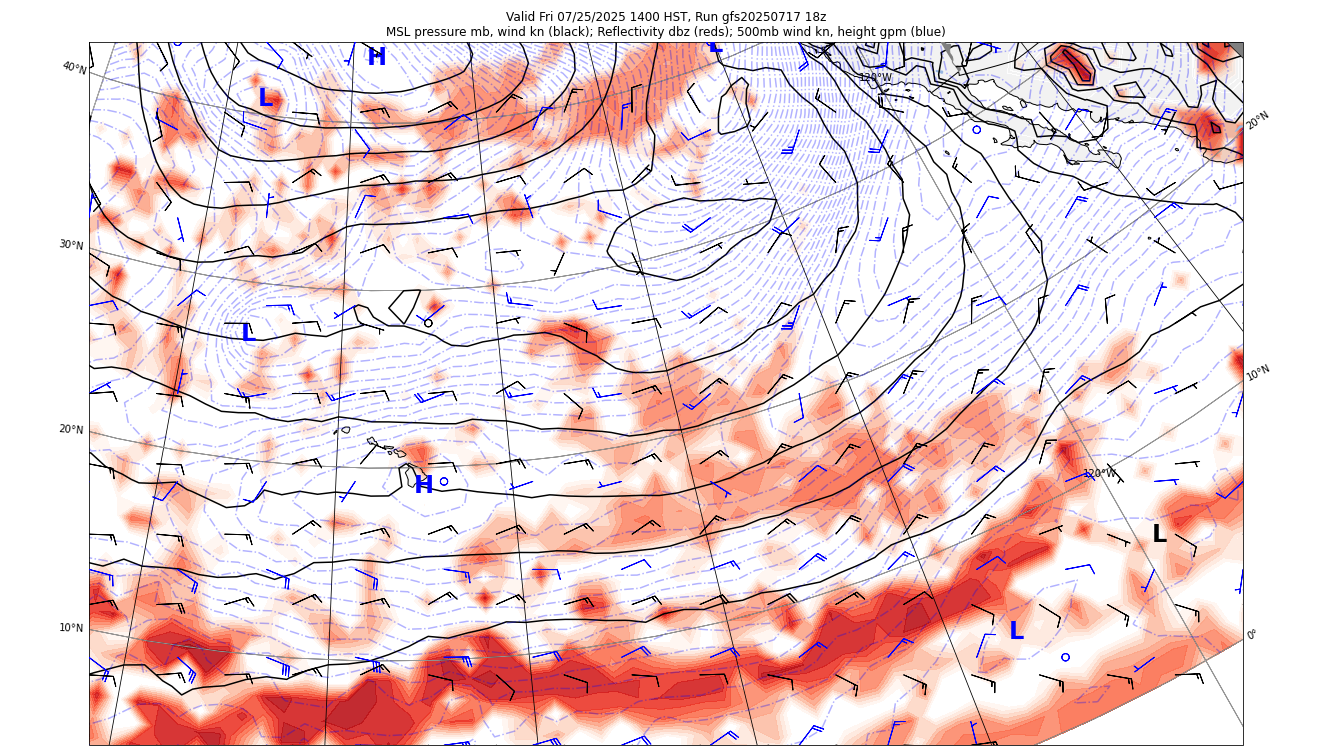 Valid Fri 07/25/2025 1400 HST, Run gfs20250717 18z
MSL pressure mb, wind kn (black); Reflectivity dbz (reds); 500mb wind kn, height gpm (blue)
H
L
40°N
120°W
L
20°N
30°N
L
10°N
20°N
H
120°W
L
10°N
L
0°